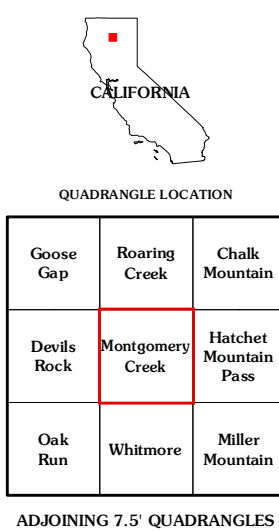 CALIFORNIA
QUADRANGLE LOCATION
Goose
Gap
Roaring
Creek
Chalk
Mountain
Devils
Rock
Montgomery
Creek
Hatchet
Mountain
Pass
Oak
Run
Whitmore
Miller
Mountain
ADJOINING 7.5' QUADRANGLES